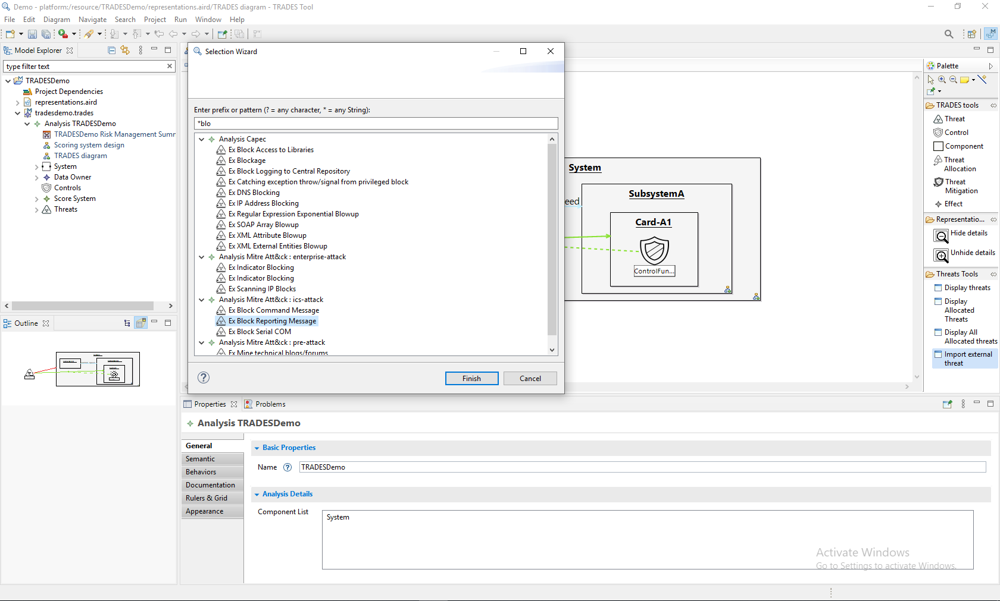 Demo - platform:/resource/TRADESDemo/representations.aird/TRADES diagram - TRADES Tool
File Edit Diagram Navigate Search Project Run Window Help
Model Explorer
type filter text
TRADESDemo
Project Dependencies
representations.aird
tradesdemo.trades
Analysis TRADESDemo
TRADESDemo Risk Management Sumr
Scoring system design
TRADES diagram
System
Data Owner
Controls
Score System
Threats
Outline
Selection Wizard
Enter prefix or pattern (? = any character, * = any String):
*blo
Analysis Capec
Ex Block Access to Libraries
Ex Blockage
Ex Block Logging to Central Repository
Ex Catching exception throw/signal from privileged block
Ex DNS Blocking
Ex IP Address Blocking
Ex Regular Expression Exponential Blowup
Ex SOAP Array Blowup
Ex XML Attribute Blowup
Ex XML External Entities Blowup
Analysis Mitre Att&ck : enterprise-attack
Ex Indicator Blocking
Ex Indicator Blocking
Ex Scanning IP Blocks
Analysis Mitre Att&ck : ics-attack
Ex Block Command Message
Ex Block Reporting Message
Ex Block Serial COM
Analysis Mitre Att&ck : pre-attack
Ex Mine technical blogs/forums
Finish
Cancel
System
SubsystemA
eed
Card-A1
ControlFun...
Palette
TRADES tools
Threat
Control
Component
Threat
Allocation
Threat
Mitigation
Effect
Representatio...
Hide details
Unhide details
Threats Tools
Display threats
Display
Allocated
Threats
Display All
Allocated threats
Import external
threat
Properties
Problems
Analysis TRADESDemo
General
Semantic
Behaviors
Documentation
Rulers & Grid
Appearance
Basic Properties
Name
TRADESDemo
Analysis Details
Component List
System
Activate Windows
Go to Settings to activate Windows.